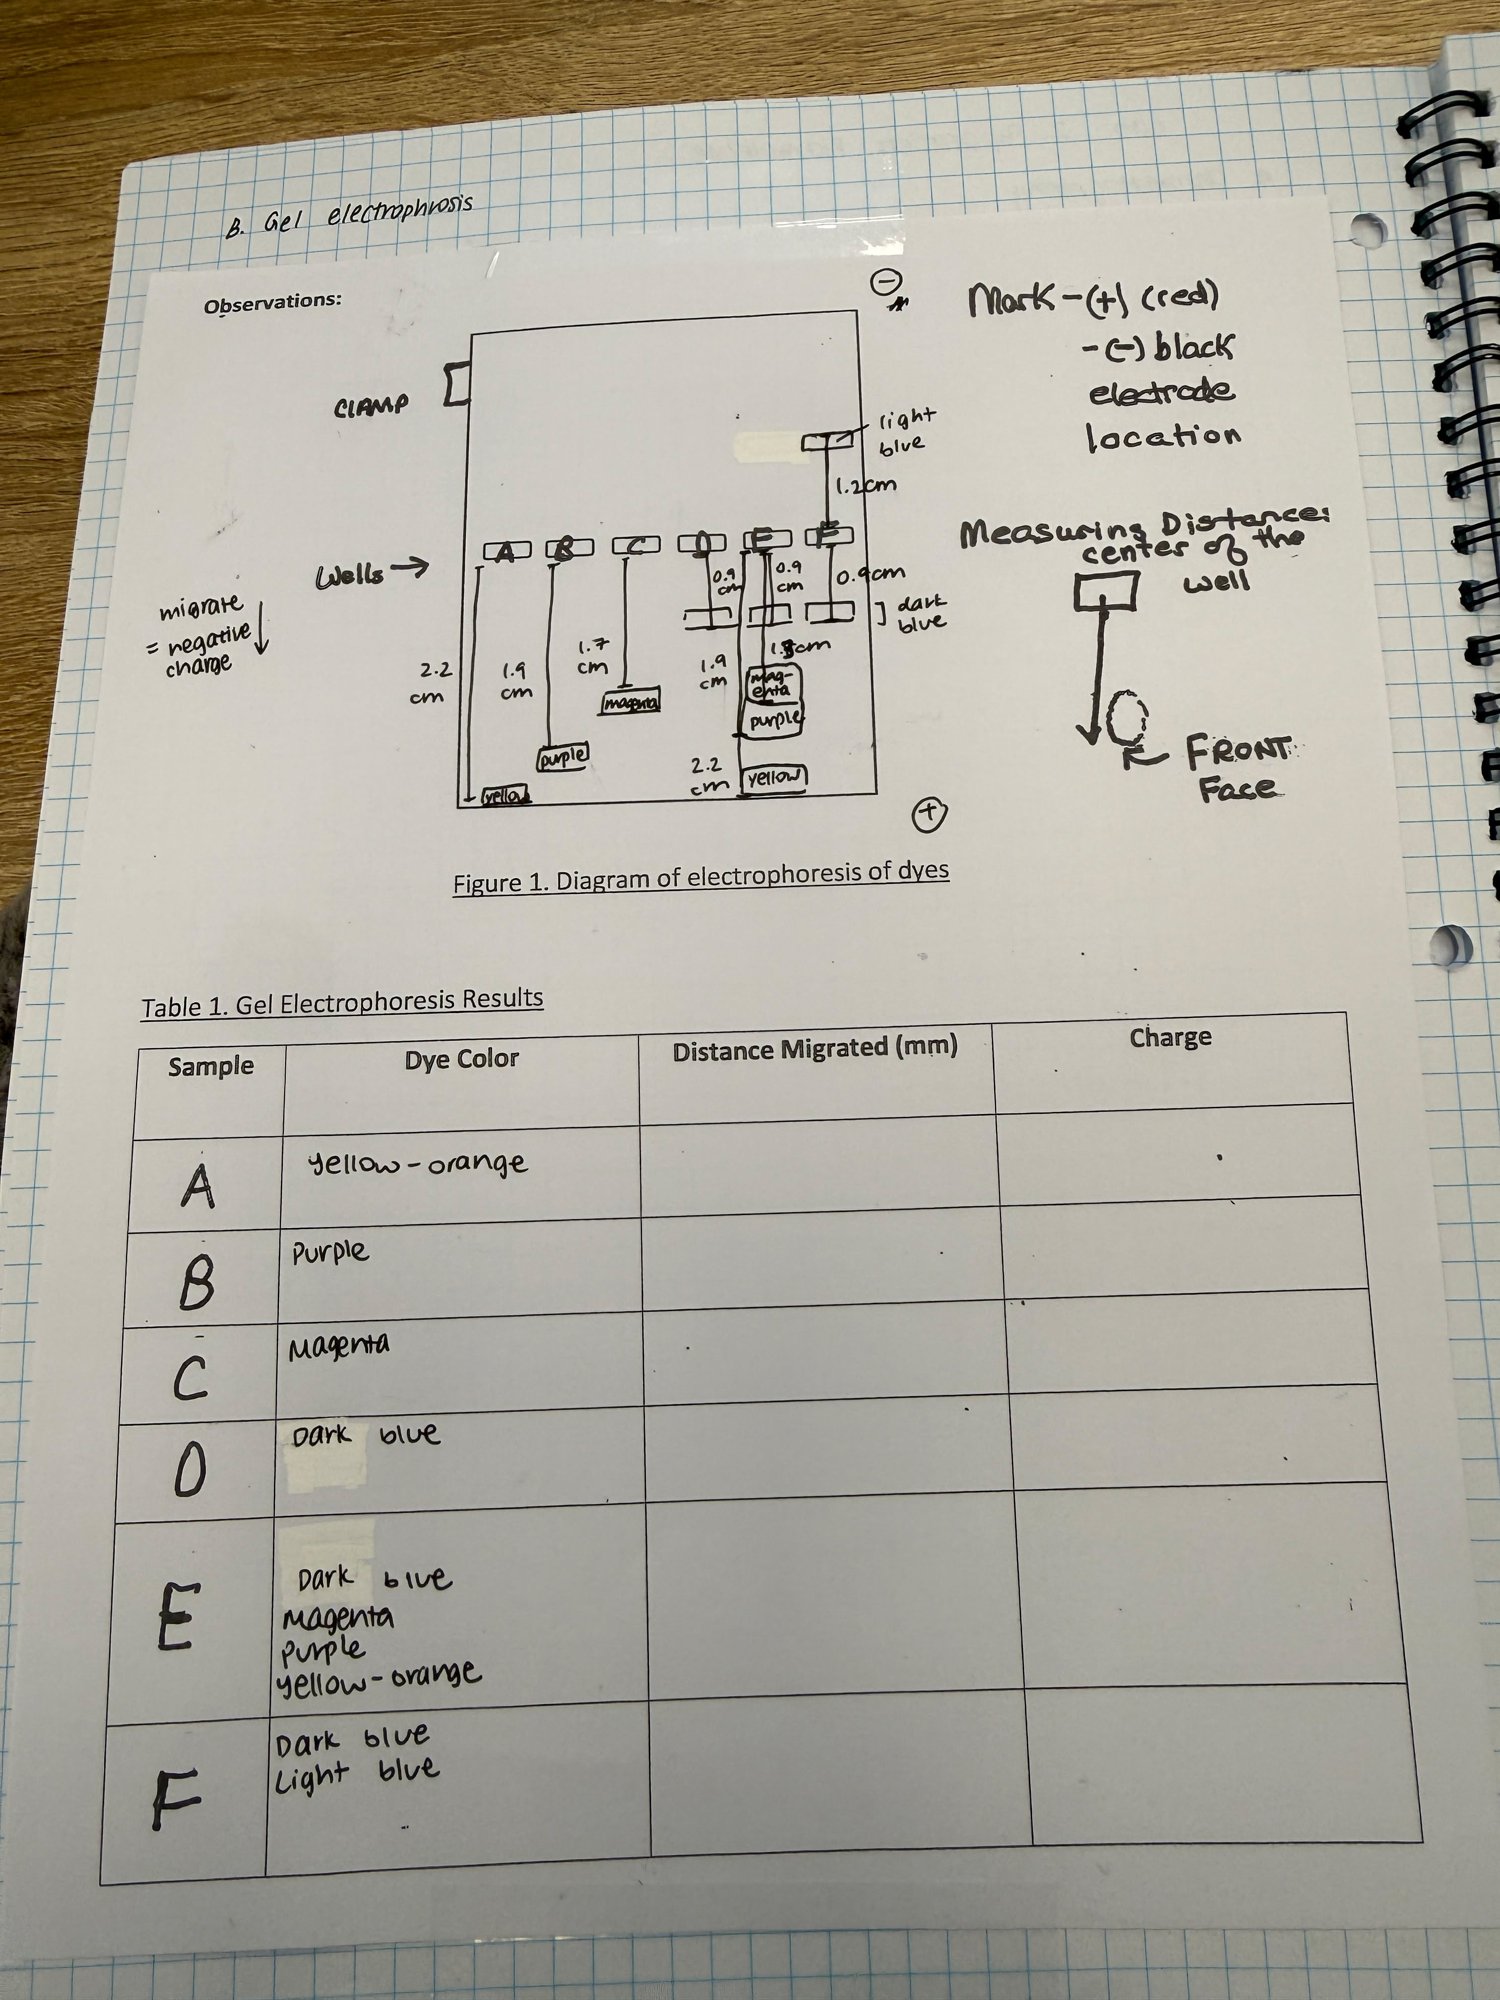 B. Gel electrophrosis
Observations:
Mark - (+) (red)
- (-) black
electrode
location
CLAMP
light
blue
1.2cm
A B C D E F
Wells →
0.9
cm
0.9
cm
0.9cm
dark
blue
migrate
= negative
charge
2.2
cm
1.9
cm
1.7
cm
1.9
cm
magenta
mag-
enta
purple
purple
2.2
cm
yellow
yellow
Measuring Distance:
center of the
well
FRONT
Face
Figure 1. Diagram of electrophoresis of dyes
Table 1. Gel Electrophoresis Results
Sample Dye Color Distance Migrated (mm) Charge
A yellow-orange
B Purple
C Magenta
D Dark blue
E Dark blue
Magenta
purple
yellow-orange
F Dark blue
Light blue